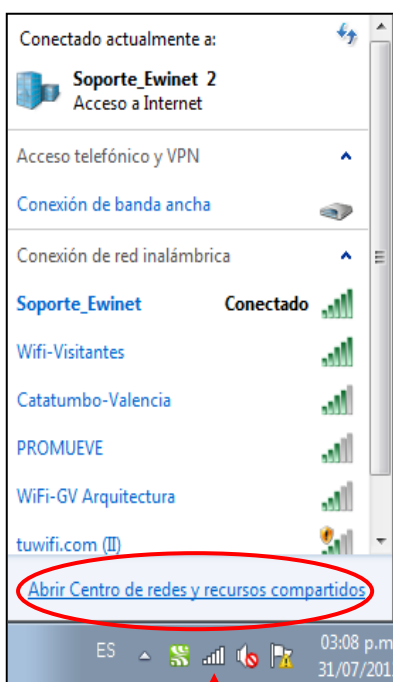 Conectado actualmente a:
Soporte_Ewinet 2
Acceso a Internet
Acceso telefónico y VPN
Conexión de banda ancha
Conexión de red inalámbrica
Soporte_Ewinet Conectado
Wifi-Visitantes
Catatumbo-Valencia
PROMUEVE
WiFi-GV Arquitectura
tuwifi.com (II)
Abrir Centro de redes y recursos compartidos
ES 03:08 p.m
31/07/201